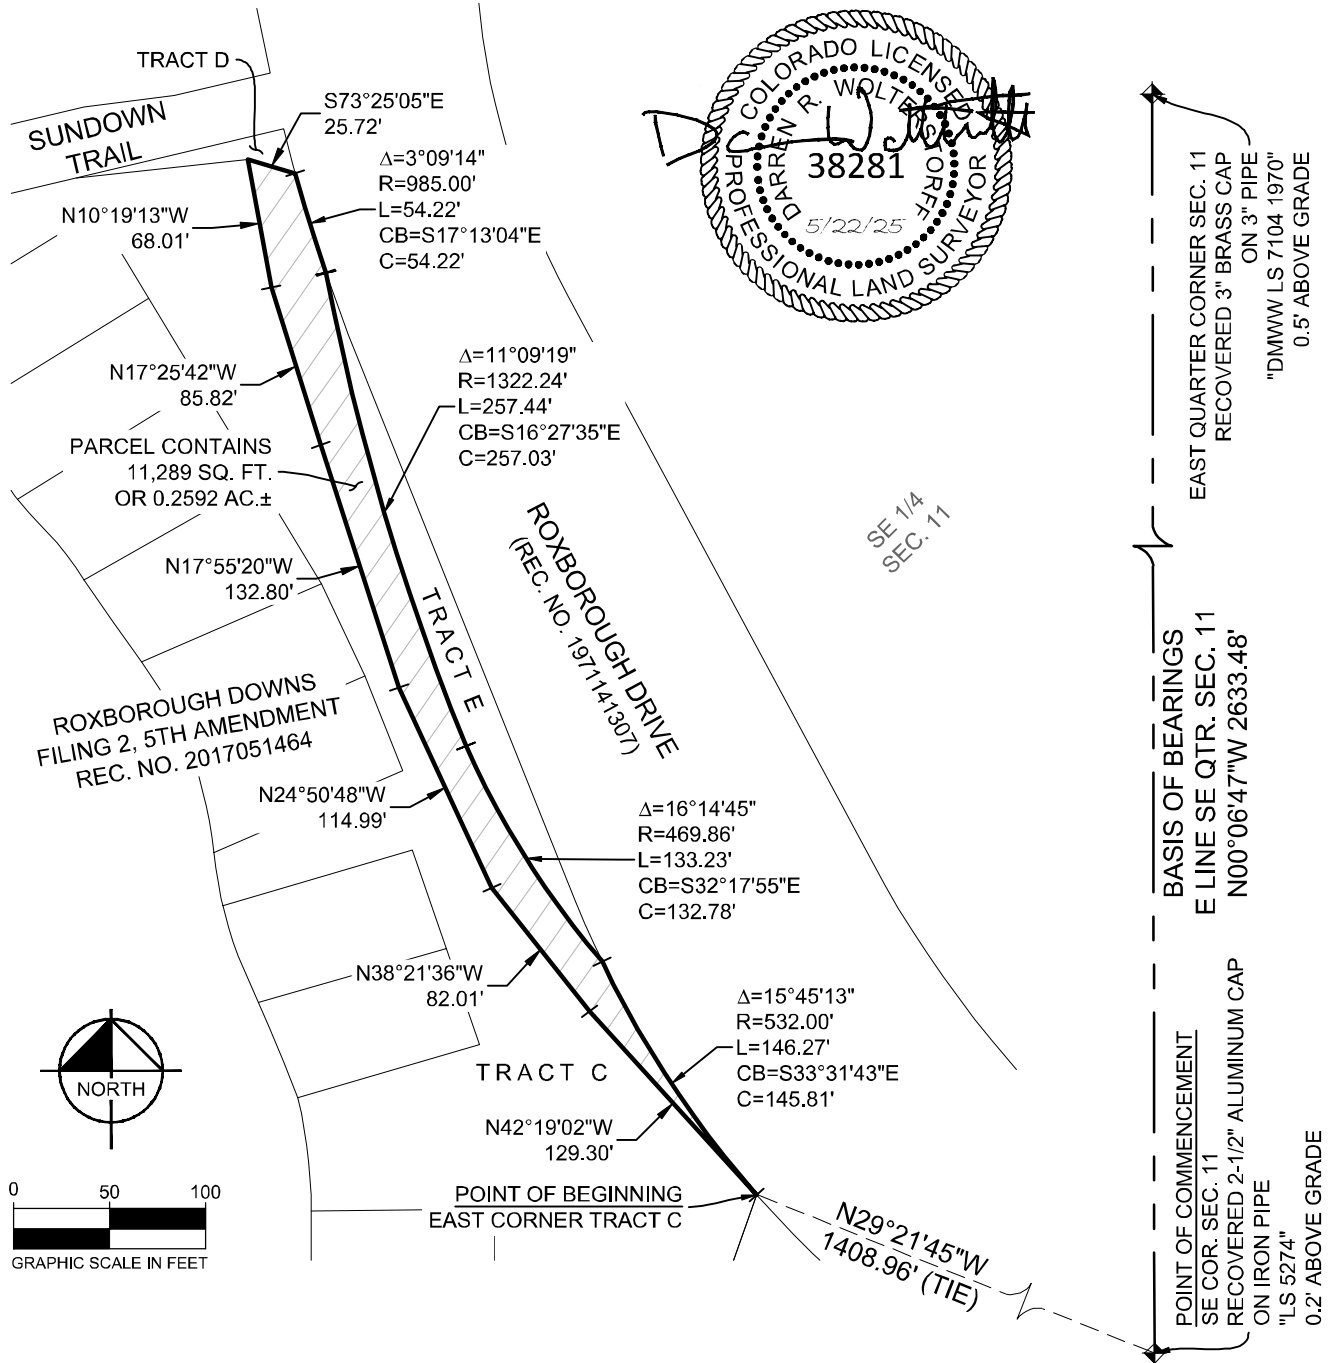 TRACT D
SUNDOWN
TRAIL
S73°25'05"E
25.72'
Δ=3°09'14"
R=985.00'
L=54.22'
CB=S17°13'04"E
C=54.22'
N10°19'13"W
68.01'
COLORADO LICENSED
PROFESSIONAL LAND SURVEYOR
DARREN R. WOLTERSTORFF
38281
5/22/25
EAST QUARTER CORNER SEC. 11
RECOVERED 3" BRASS CAP
ON 3" PIPE
"DMWW LS 7104 1970"
0.5' ABOVE GRADE
N17°25'42"W
85.82'
Δ=11°09'19"
R=1322.24'
L=257.44'
CB=S16°27'35"E
C=257.03'
PARCEL CONTAINS
11,289 SQ. FT.
OR 0.2592 AC.±
SE 1/4
SEC. 11
N17°55'20"W
132.80'
TRACT E
ROXBOROUGH DRIVE
(REC. NO. 1971141307)
ROXBOROUGH DOWNS
FILING 2, 5TH AMENDMENT
REC. NO. 2017051464
BASIS OF BEARINGS
E LINE SE QTR. SEC. 11
N00°06'47"W 2633.48'
N24°50'48"W
114.99'
Δ=16°14'45"
R=469.86'
L=133.23'
CB=S32°17'55"E
C=132.78'
N38°21'36"W
82.01'
Δ=15°45'13"
R=532.00'
L=146.27'
CB=S33°31'43"E
C=145.81'
TRACT C
NORTH
N42°19'02"W
129.30'
POINT OF BEGINNING
EAST CORNER TRACT C
0 50 100
GRAPHIC SCALE IN FEET
N29°21'45"W
1408.96' (TIE)
POINT OF COMMENCEMENT
SE COR. SEC. 11
RECOVERED 2-1/2" ALUMINUM CAP
ON IRON PIPE
"LS 5274"
0.2' ABOVE GRADE